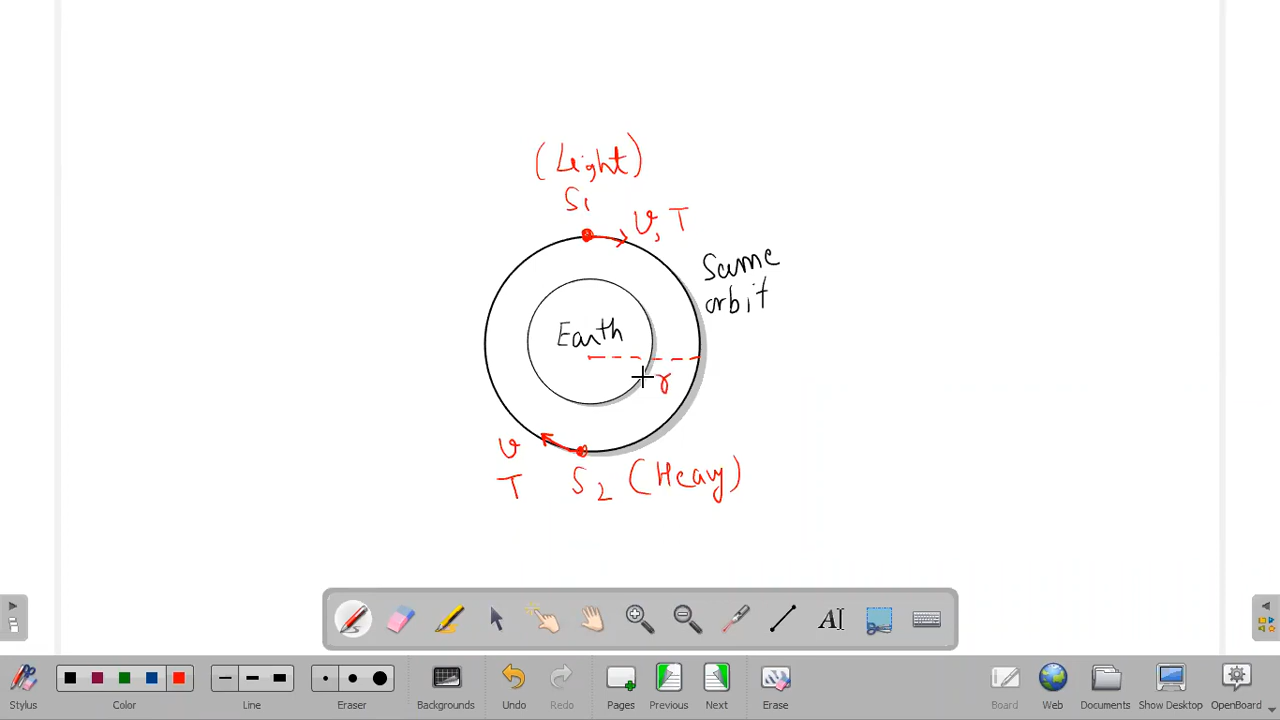 (Light)
S1
v, T
Same
orbit
Earth
r
v
T
S2 (Heavy)
Stylus
Color
Line
Eraser
Backgrounds
Undo
Redo
Pages
Previous
Next
Erase
Board
Web
Documents
Show Desktop
OpenBoard